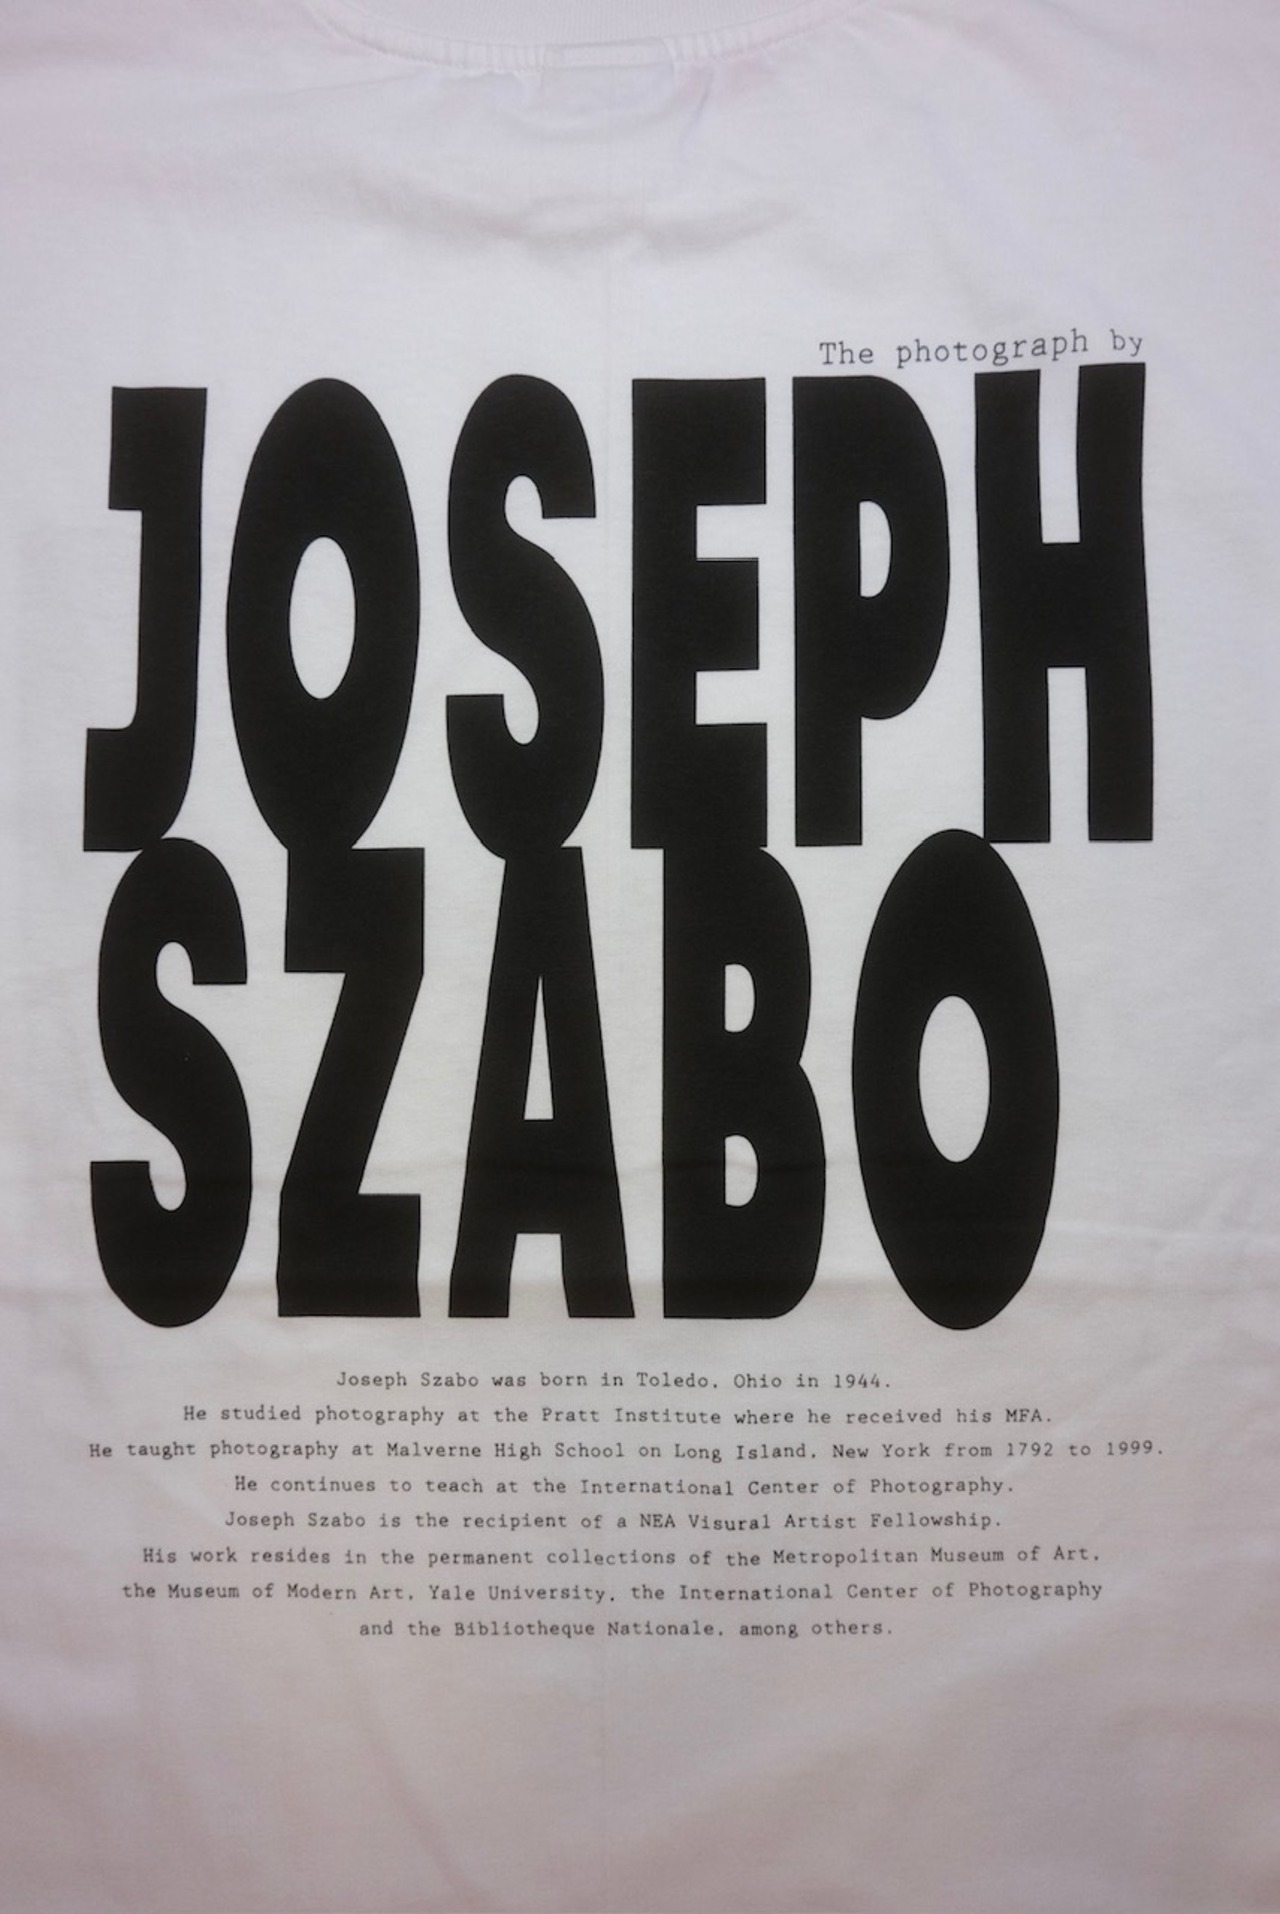 The photograph by
JOSEPH
SZABO
Joseph Szabo was born in Toledo, Ohio in 1944.
He studied photography at the Pratt Institute where he received his MFA.
He taught photography at Malverne High School on Long Island, New York from 1792 to 1999.
He continues to teach at the International Center of Photography.
Joseph Szabo is the recipient of a NEA Visural Artist Fellowship.
His work resides in the permanent collections of the Metropolitan Museum of Art,
the Museum of Modern Art, Yale University, the International Center of Photography
and the Bibliotheque Nationale, among others.